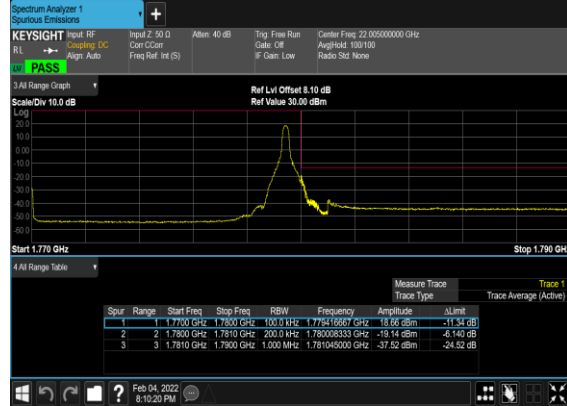 Spectrum Analyzer 1
Spurious Emissions
+
KEYSIGHT Input: RF Input Z: 50 Ω Atten: 40 dB Trig: Free Run Center Freq: 22.005000000 GHz
RL Coupling: DC Corr CCorr Gate: Off Avg|Hold: 100/100
Align: Auto Freq Ref: Int (S) IF Gain: Low Radio Std: None
LW PASS
3 All Range Graph
Ref Lvl Offset 8.10 dB
Scale/Div 10.0 dB Ref Value 30.00 dBm
Log
20.0
10.0
0.00
-10.0
-20.0
-30.0
-40.0
-50.0
-60.0
Start 1.770 GHz Stop 1.790 GH
4 All Range Table
Measure Trace Trace 1
Trace Type Trace Average (Active)
Spur Range Start Freq Stop Freq RBW Frequency Amplitude ΔLimit
1 1 1.7700 GHz 1.7800 GHz 100.0 kHz 1.779416667 GHz 18.66 dBm -11.34 dB
2 2 1.7800 GHz 1.7810 GHz 200.0 kHz 1.780008333 GHz -19.14 dBm -6.140 dB
3 3 1.7810 GHz 1.7900 GHz 1.000 MHz 1.781045000 GHz -37.52 dBm -24.52 dB
? Feb 04, 2022
8:10:20 PM